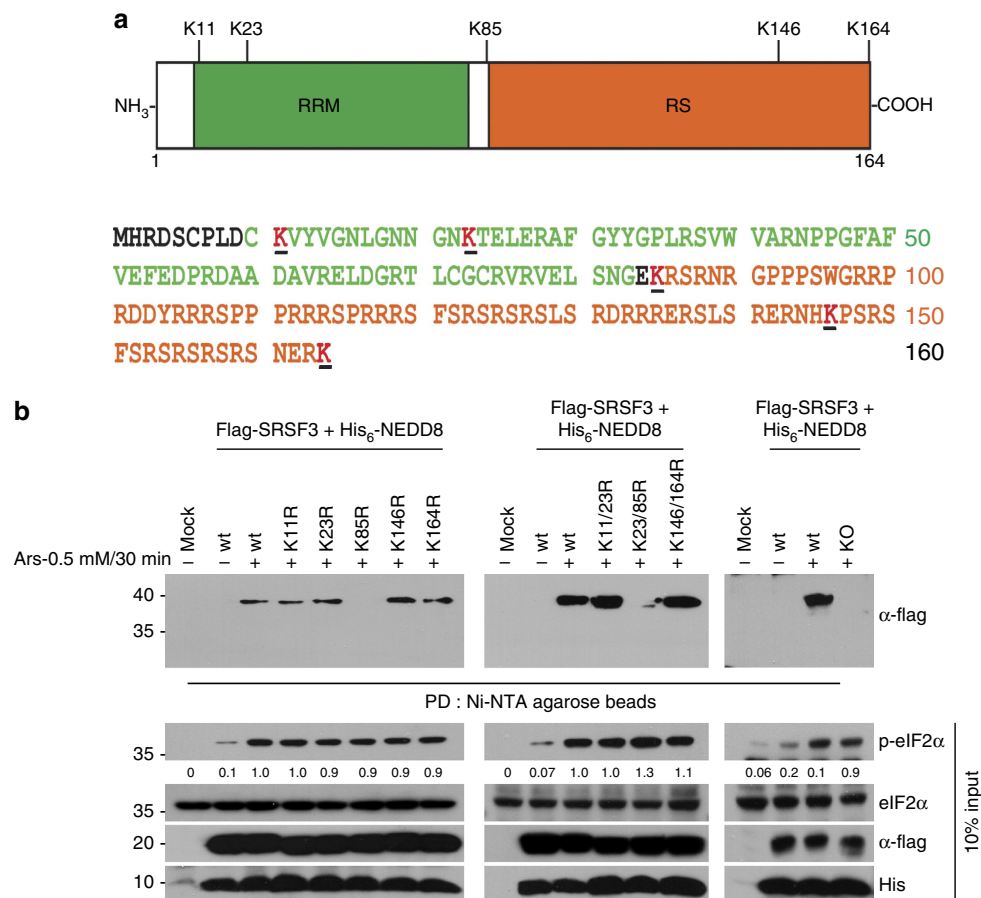 a
K11 K23 K85 K146 K164
NH3- RRM RS -COOH
1 164
MHRDSCPLDC KVYVGNLGNN GNKTELERAF GYYGPLRSVW VARNPPGFAF 50
VEFEDPRDAA DAVRELDGRT LCGCRVRVEL SNGEKRSRNR GPPPSWGRRP 100
RDDYRRRSPP PRRRSPRRRS FSRSRSRSLS RDRRRERSLS RERNHKPSRS 150
FSRSRSRSRS NERK 160
b
Flag-SRSF3 + His6-NEDD8
Flag-SRSF3 +
His6-NEDD8
Flag-SRSF3 +
His6-NEDD8
Mock wt wt K11R K23R K85R K146R K164R Mock wt wt K11/23R K23/85R K146/164R Mock wt wt KO
Ars-0.5 mM/30 min – – + + + + + + – – + + + + – – + +
40 -
35 -
α-flag
PD : Ni-NTA agarose beads
35 - p-eIF2α
0 0.1 1.0 1.0 0.9 0.9 0.9 0.9 0 0.07 1.0 1.0 1.3 1.1 0.06 0.2 0.1 0.9
35 - eIF2α
20 - α-flag
10 - His
10% input